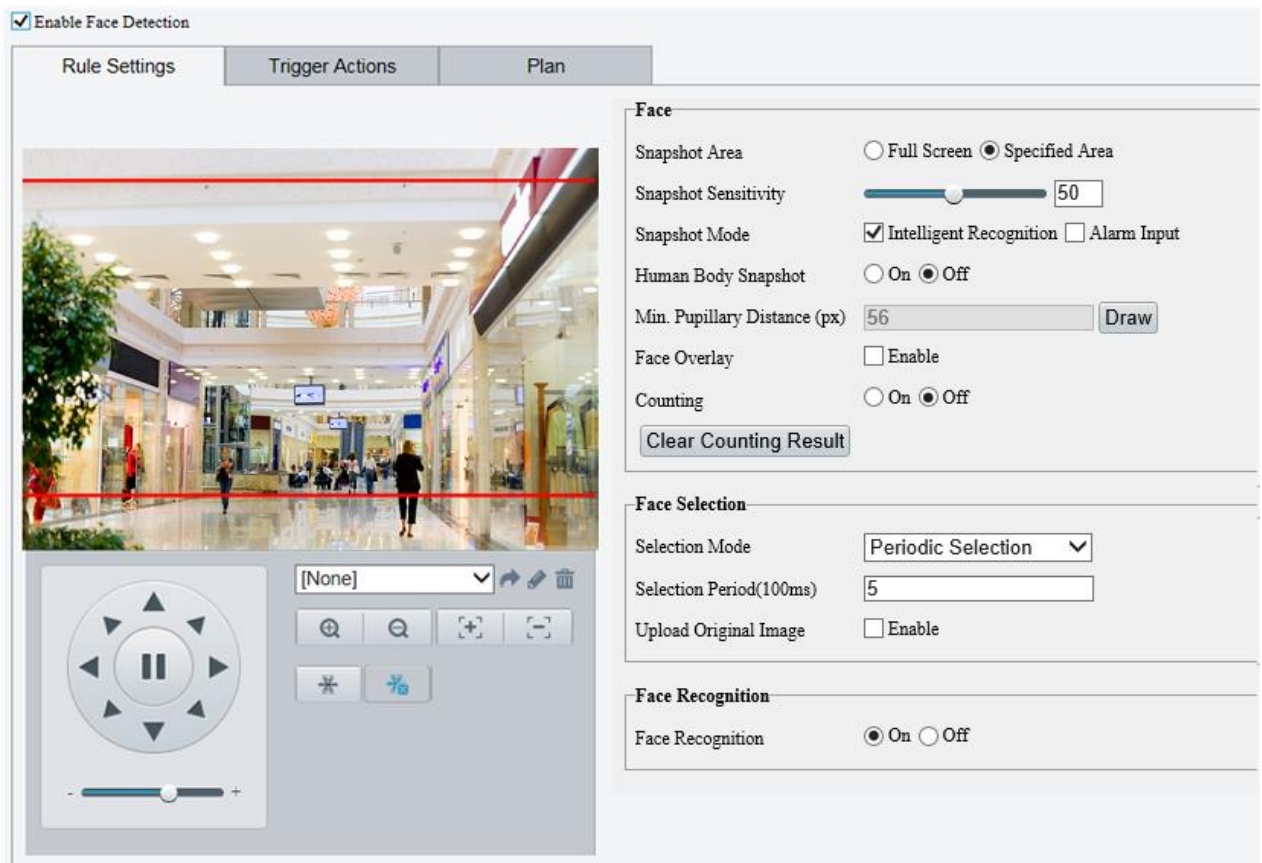 Enable Face Detection
Rule Settings
Trigger Actions
Plan
Face
Snapshot Area
Full Screen
Specified Area
Snapshot Sensitivity
50
Snapshot Mode
Intelligent Recognition
Alarm Input
Human Body Snapshot
On
Off
Min. Pupillary Distance (px)
56
Draw
Face Overlay
Enable
Counting
On
Off
Clear Counting Result
Face Selection
Selection Mode
Periodic Selection
Selection Period(100ms)
5
Upload Original Image
Enable
Face Recognition
Face Recognition
On
Off
[None]
- +